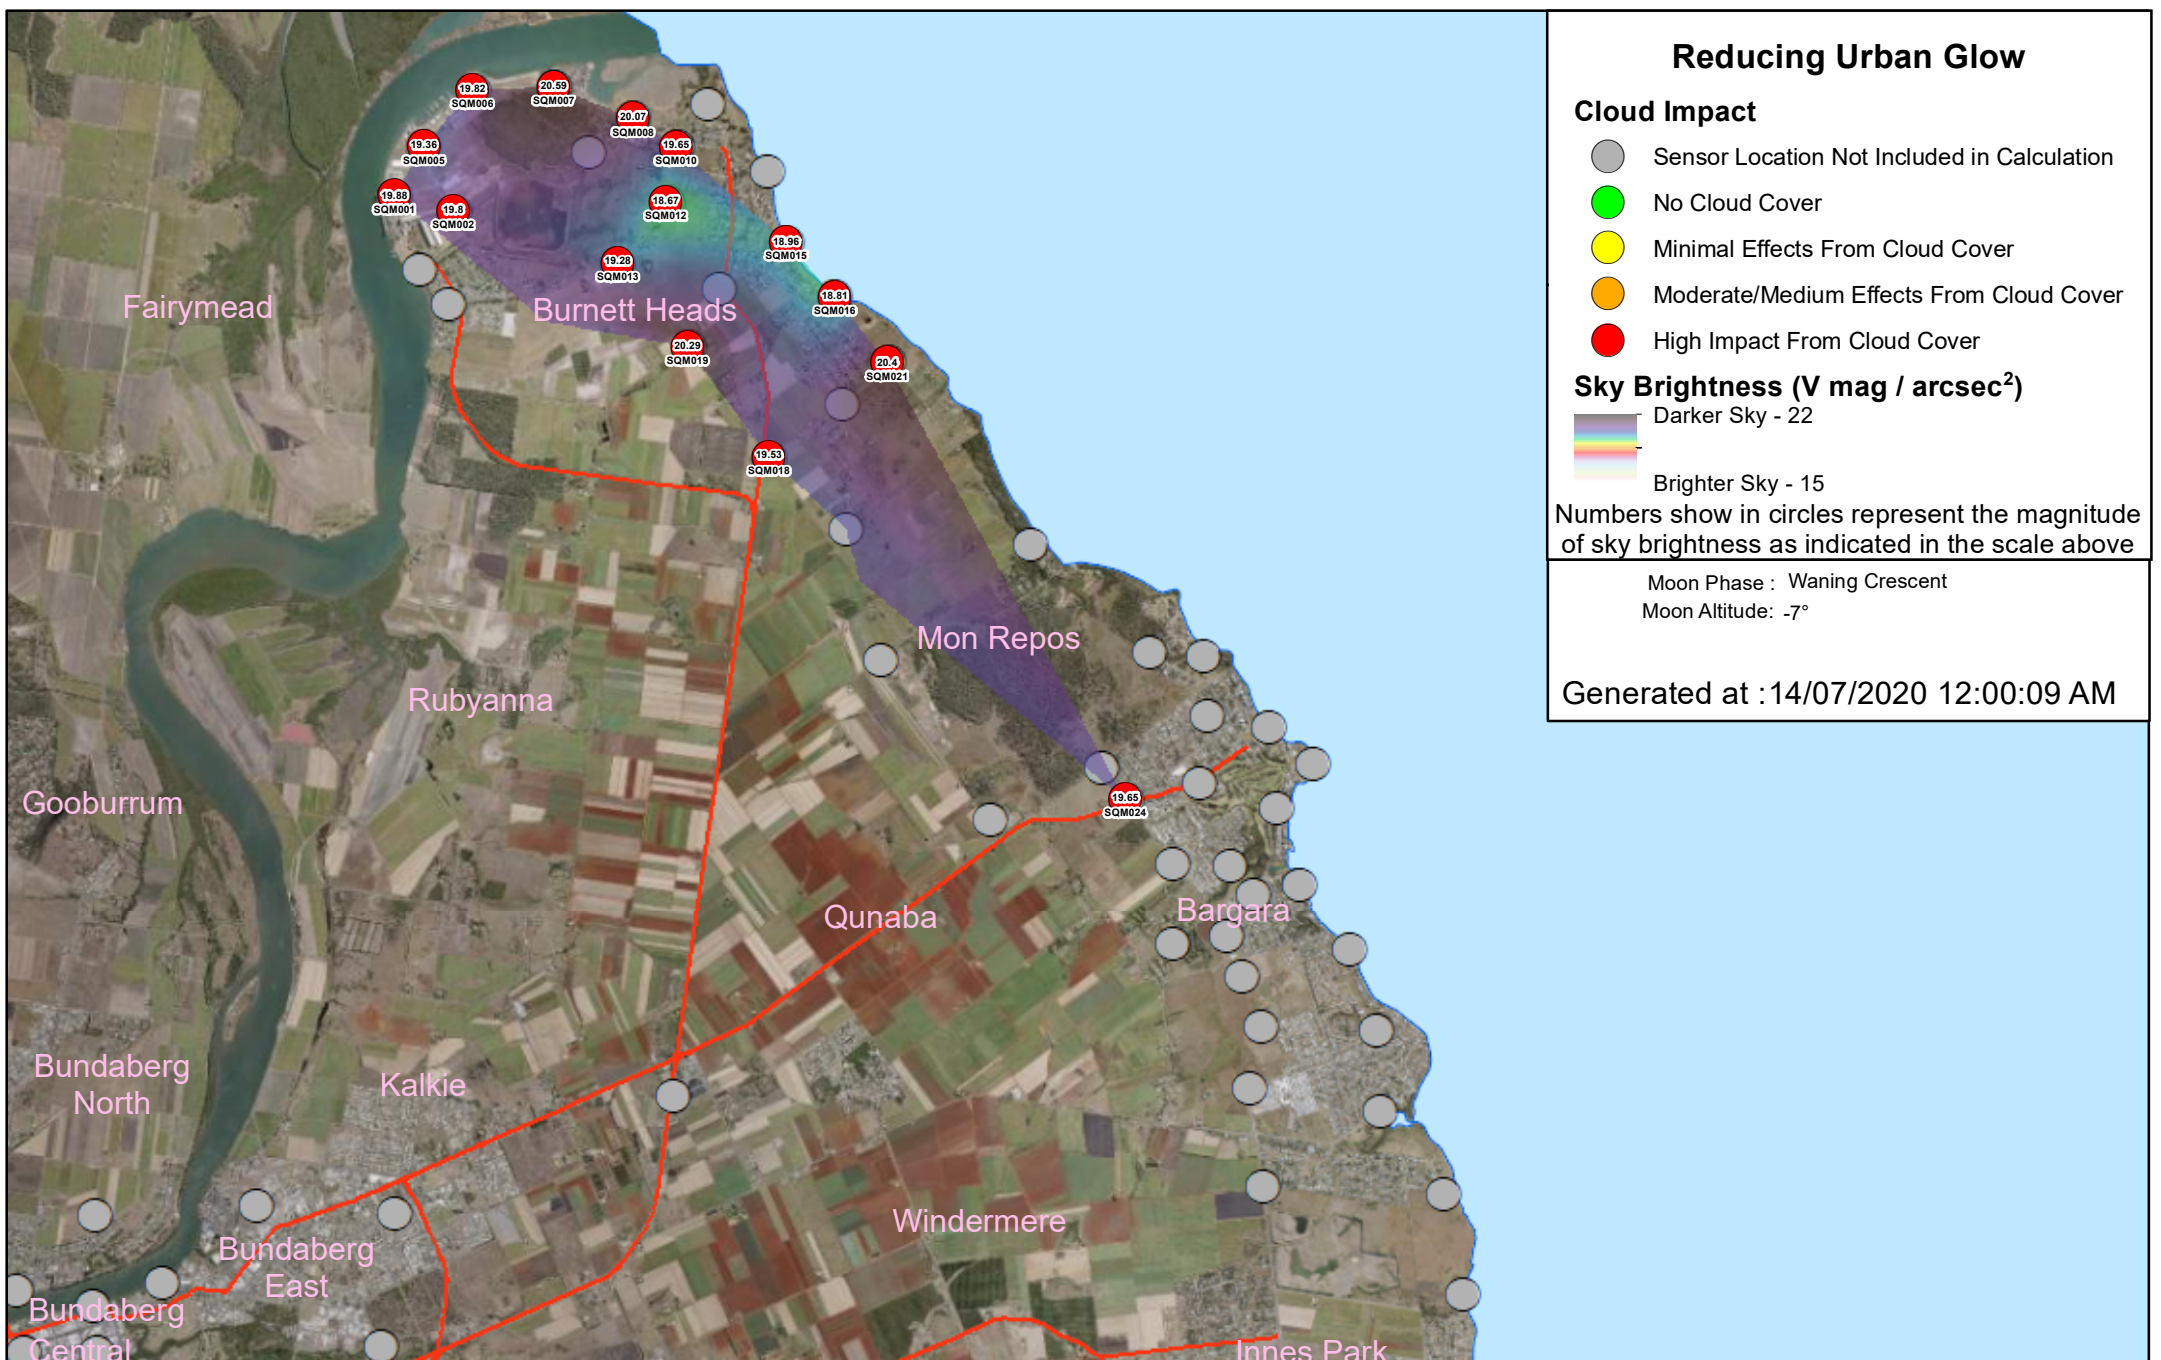 19.82
SQM006
20.59
SQM007
20.07
SQM008
19.36
SQM005
19.65
SQM010
19.88
SQM001
19.8
SQM002
18.67
SQM012
18.96
SQM015
19.28
SQM013
18.81
SQM016
Fairymead
Burnett Heads
20.29
SQM019
20.4
SQM021
19.53
SQM018
Mon Repos
Rubyanna
Gooburrum
19.65
SQM024
Qunaba
Bargara
Bundaberg
North
Kalkie
Windermere
Bundaberg
East
Bundaberg
Central
Innes Park
Reducing Urban Glow
Cloud Impact
Sensor Location Not Included in Calculation
No Cloud Cover
Minimal Effects From Cloud Cover
Moderate/Medium Effects From Cloud Cover
High Impact From Cloud Cover
Sky Brightness (V mag / arcsec²)
Darker Sky - 22
Brighter Sky - 15
Numbers show in circles represent the magnitude
of sky brightness as indicated in the scale above
Moon Phase : Waning Crescent
Moon Altitude: -7°
Generated at :14/07/2020 12:00:09 AM